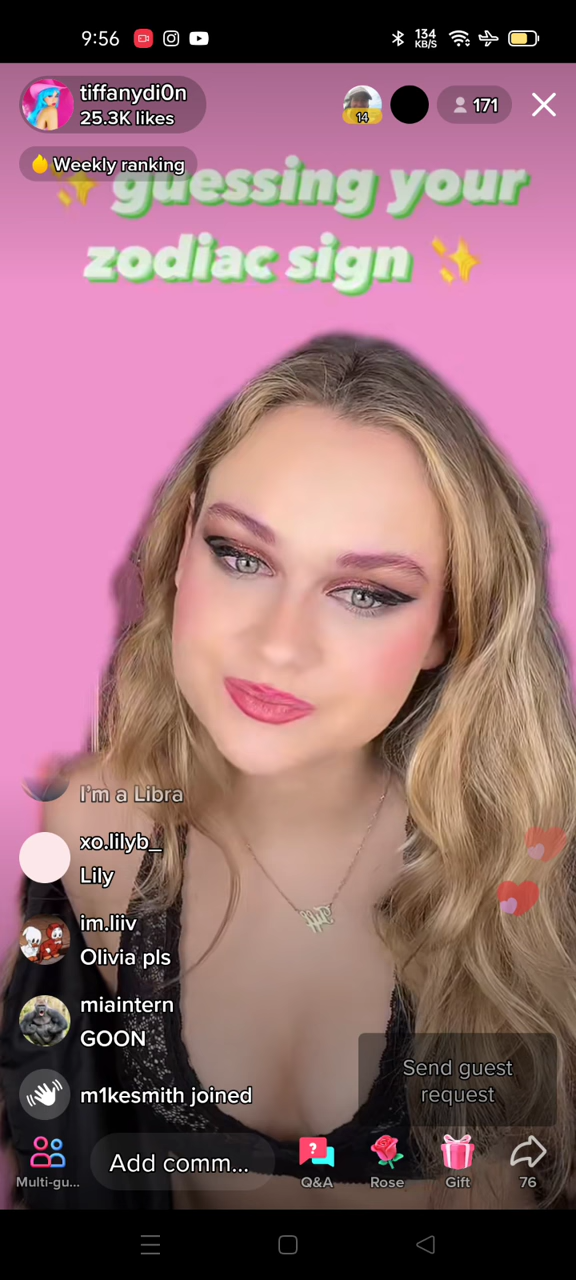 9:56
134
KB/S
tiffanydi0n
25.3K likes
14
171
Weekly ranking
guessing your
zodiac sign
I'm a Libra
xo.lilyb_
Lily
im.liiv
Olivia pls
miaintern
GOON
m1kesmith joined
Send guest
request
Multi-gu...
Add comm...
Q&A
Rose
Gift
76
Tiff